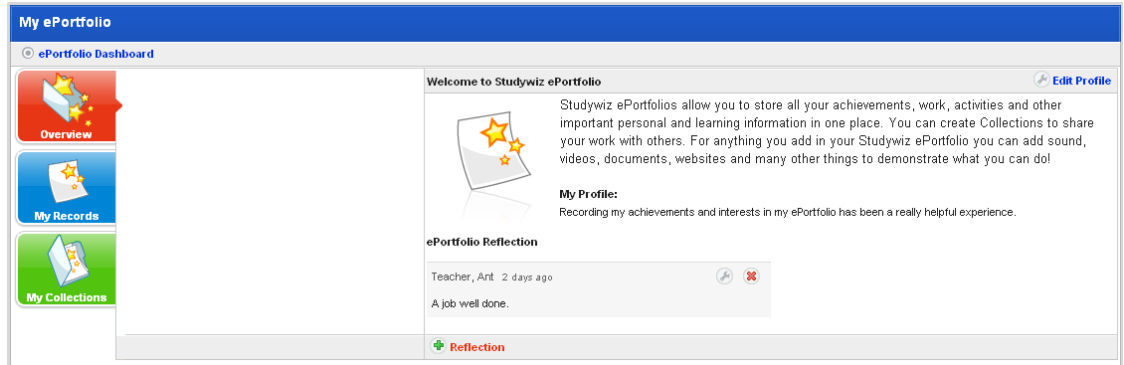 My ePortfolio
ePortfolio Dashboard
Overview
My Records
My Collections
Welcome to Studywiz ePortfolio
Edit Profile
Studywiz ePortfolios allow you to store all your achievements, work, activities and other
important personal and learning information in one place. You can create Collections to share
your work with others. For anything you add in your Studywiz ePortfolio you can add sound,
videos, documents, websites and many other things to demonstrate what you can do!
My Profile:
Recording my achievements and interests in my ePortfolio has been a really helpful experience.
ePortfolio Reflection
Teacher, Ant 2 days ago
A job well done.
Reflection